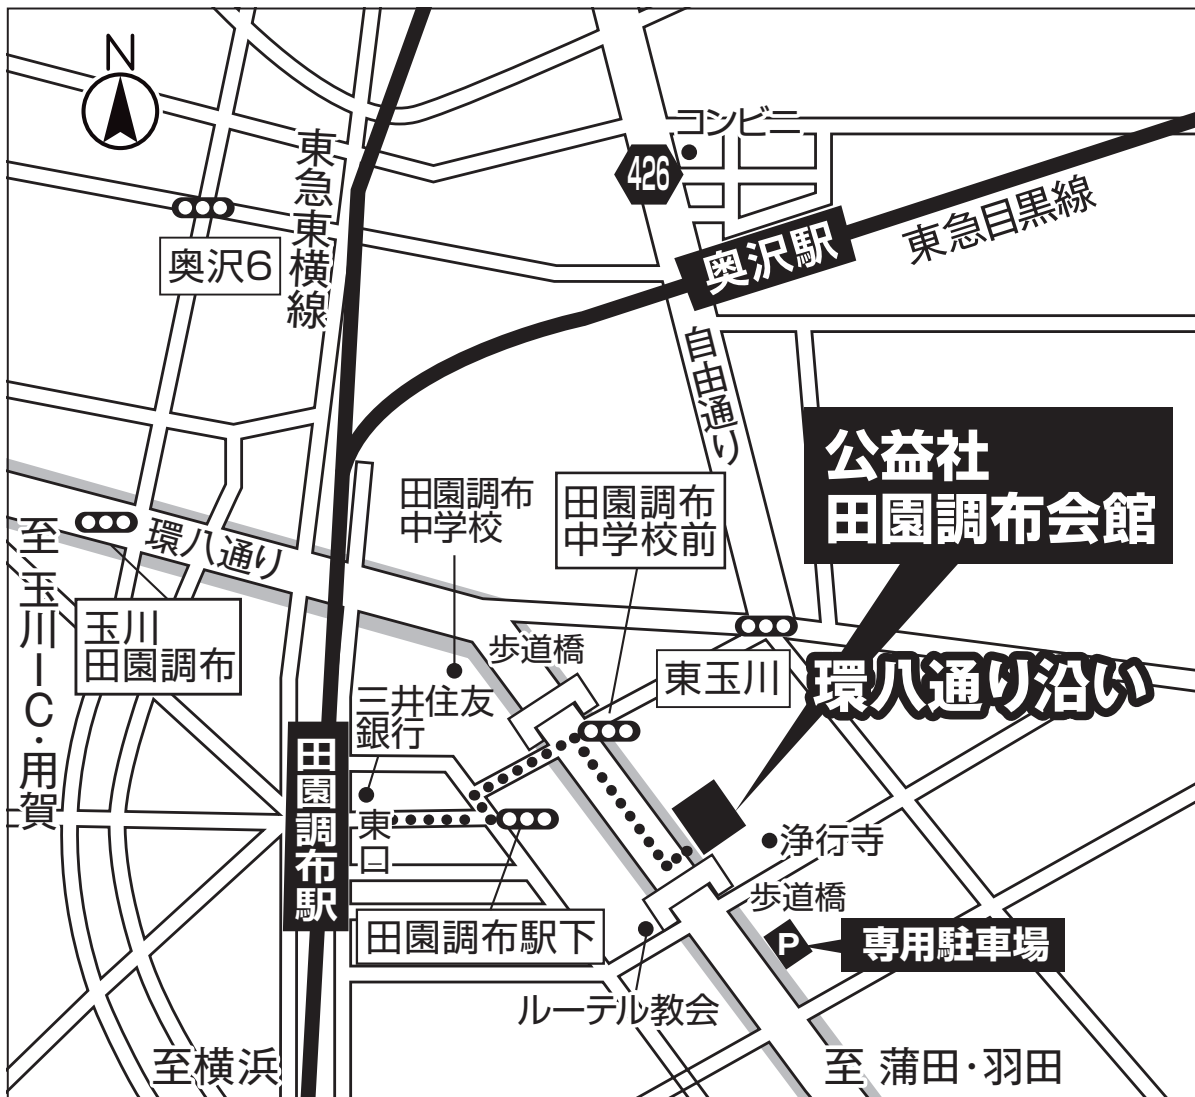 N
コンビニ
426
東急東横線
奥沢駅
東急目黒線
奥沢6
自由通り
公益社
田園調布会館
環八通り沿い
田園調布
中学校
田園調布
中学校前
環八通り
至玉川IC・用賀
玉川
田園調布
歩道橋
東玉川
三井住友
銀行
田園調布駅
東口
浄行寺
歩道橋
田園調布駅下
P
専用駐車場
ルーテル教会
至横浜
至 蒲田・羽田